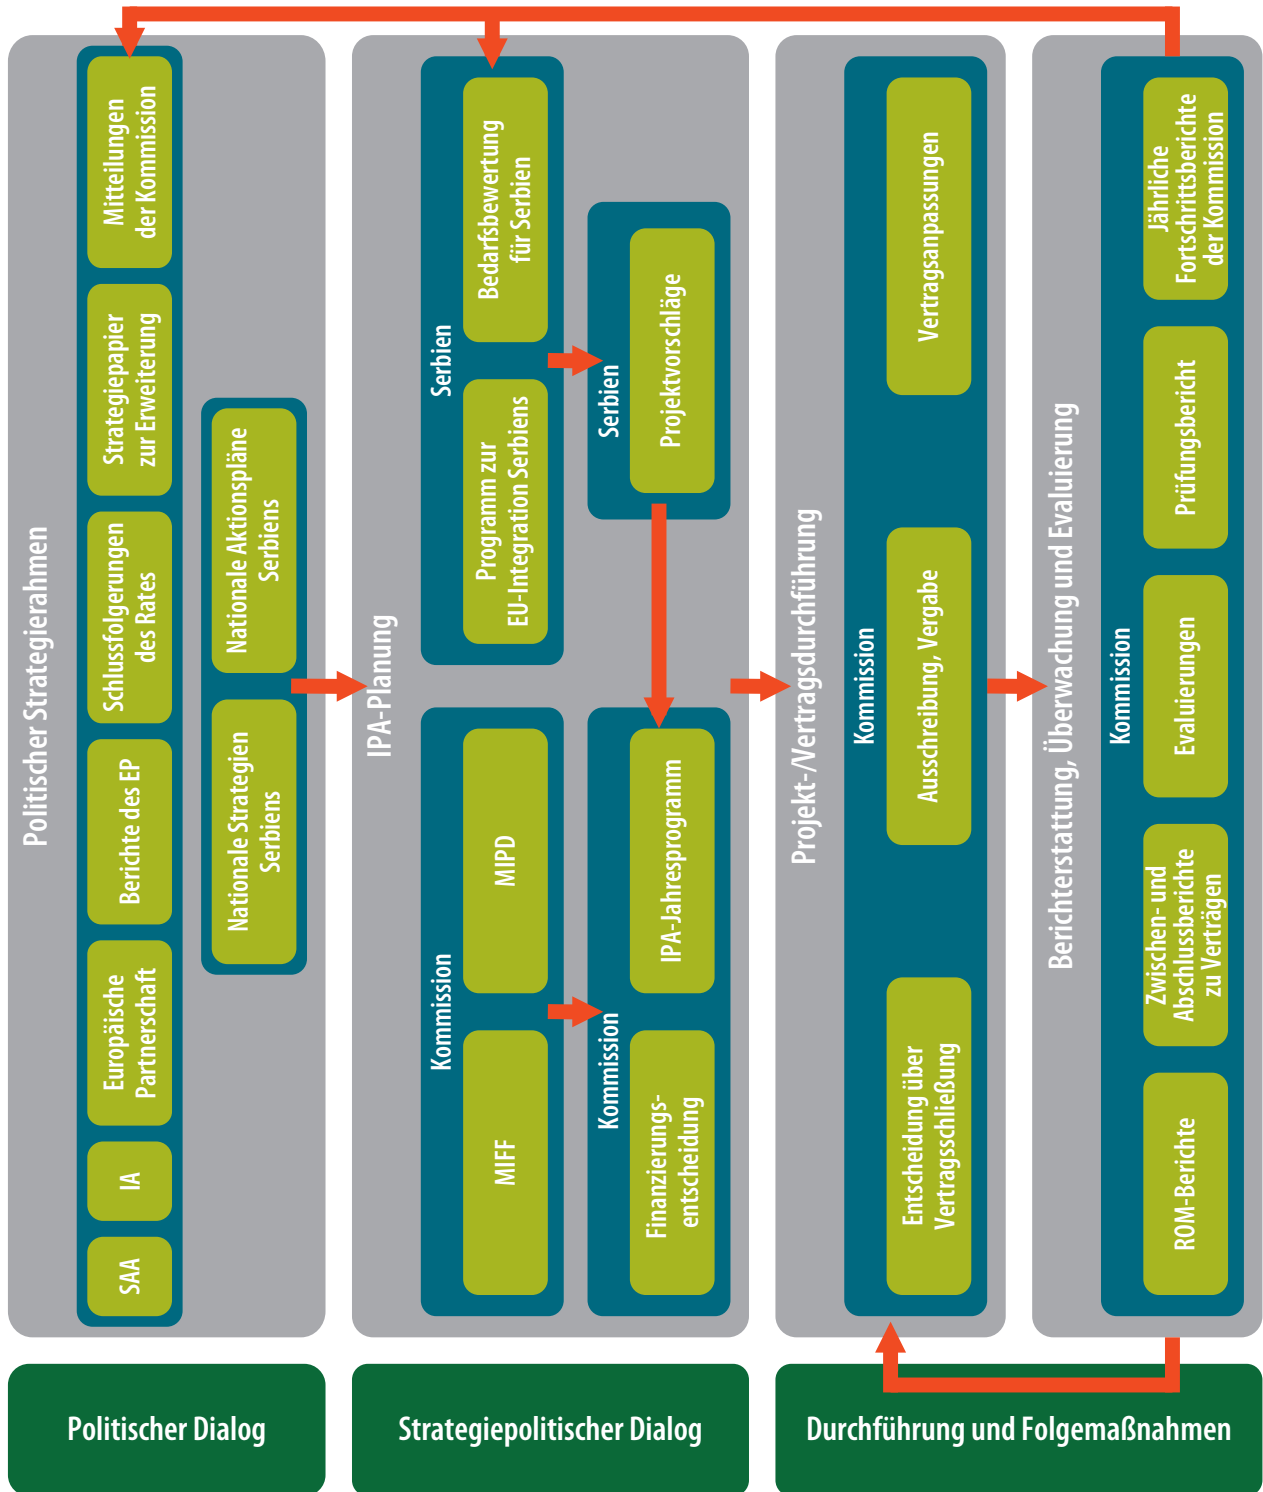 Politischer Strategierahmen
SAA
IA
Europäische
Partnerschaft
Berichte des EP
Schlussfolgerungen
des Rates
Strategiepapier
zur Erweiterung
Mitteilungen
der Kommission
Nationale Strategien
Serbiens
Nationale Aktionspläne
Serbiens
IPA-Planung
Kommission
MIFF
MIPD
Serbien
Programm zur
EU-Integration Serbiens
Bedarfsbewertung
für Serbien
Kommission
Finanzierungs-
entscheidung
IPA-Jahresprogramm
Serbien
Projektvorschläge
Projekt-/Vertragsdurchführung
Kommission
Entscheidung über
Vertragsschließung
Ausschreibung, Vergabe
Vertragsanpassungen
Berichterstattung, Überwachung und Evaluierung
Kommission
ROM-Berichte
Zwischen- und
Abschlussberichte
zu Verträgen
Evaluierungen
Prüfungsbericht
Jährliche
Fortschrittsberichte
der Kommission
Politischer Dialog
Strategiepolitischer Dialog
Durchführung und Folgemaßnahmen